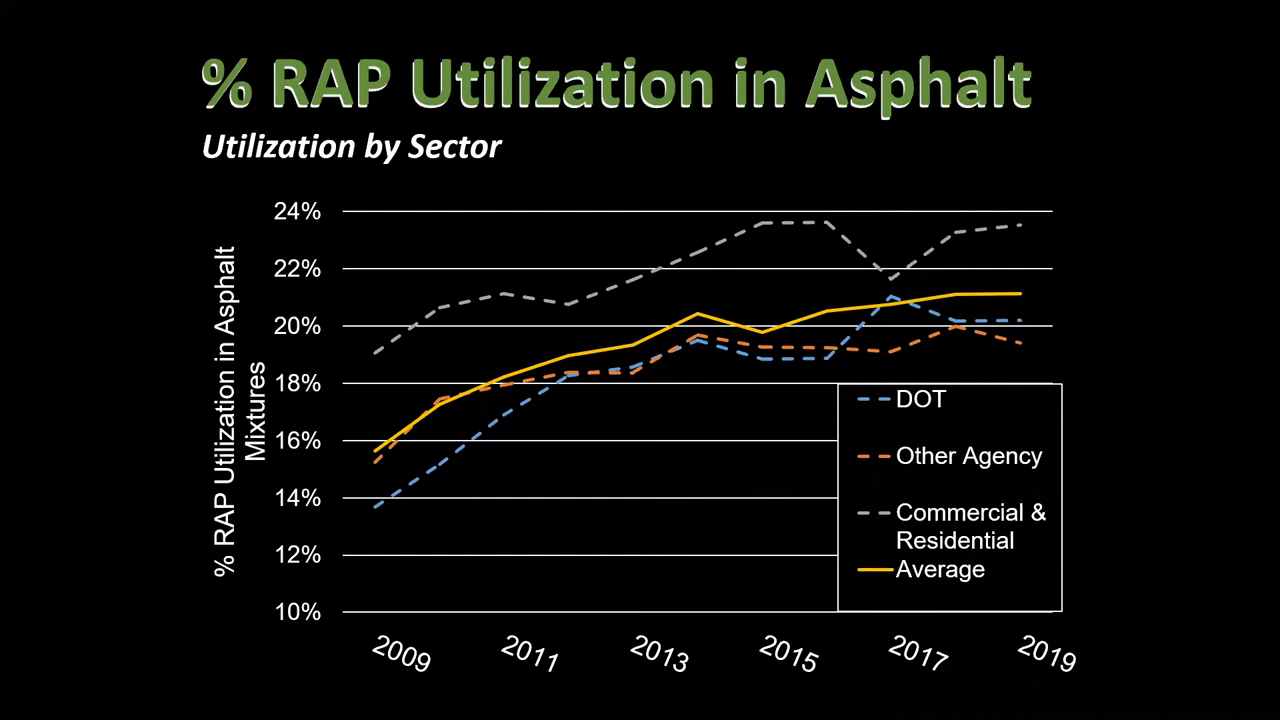 % RAP Utilization in Asphalt
Utilization by Sector
% RAP Utilization in Asphalt
Mixtures
24%
22%
20%
18%
16%
14%
12%
10%
2009
2011
2013
2015
2017
2019
DOT
Other Agency
Commercial &
Residential
Average